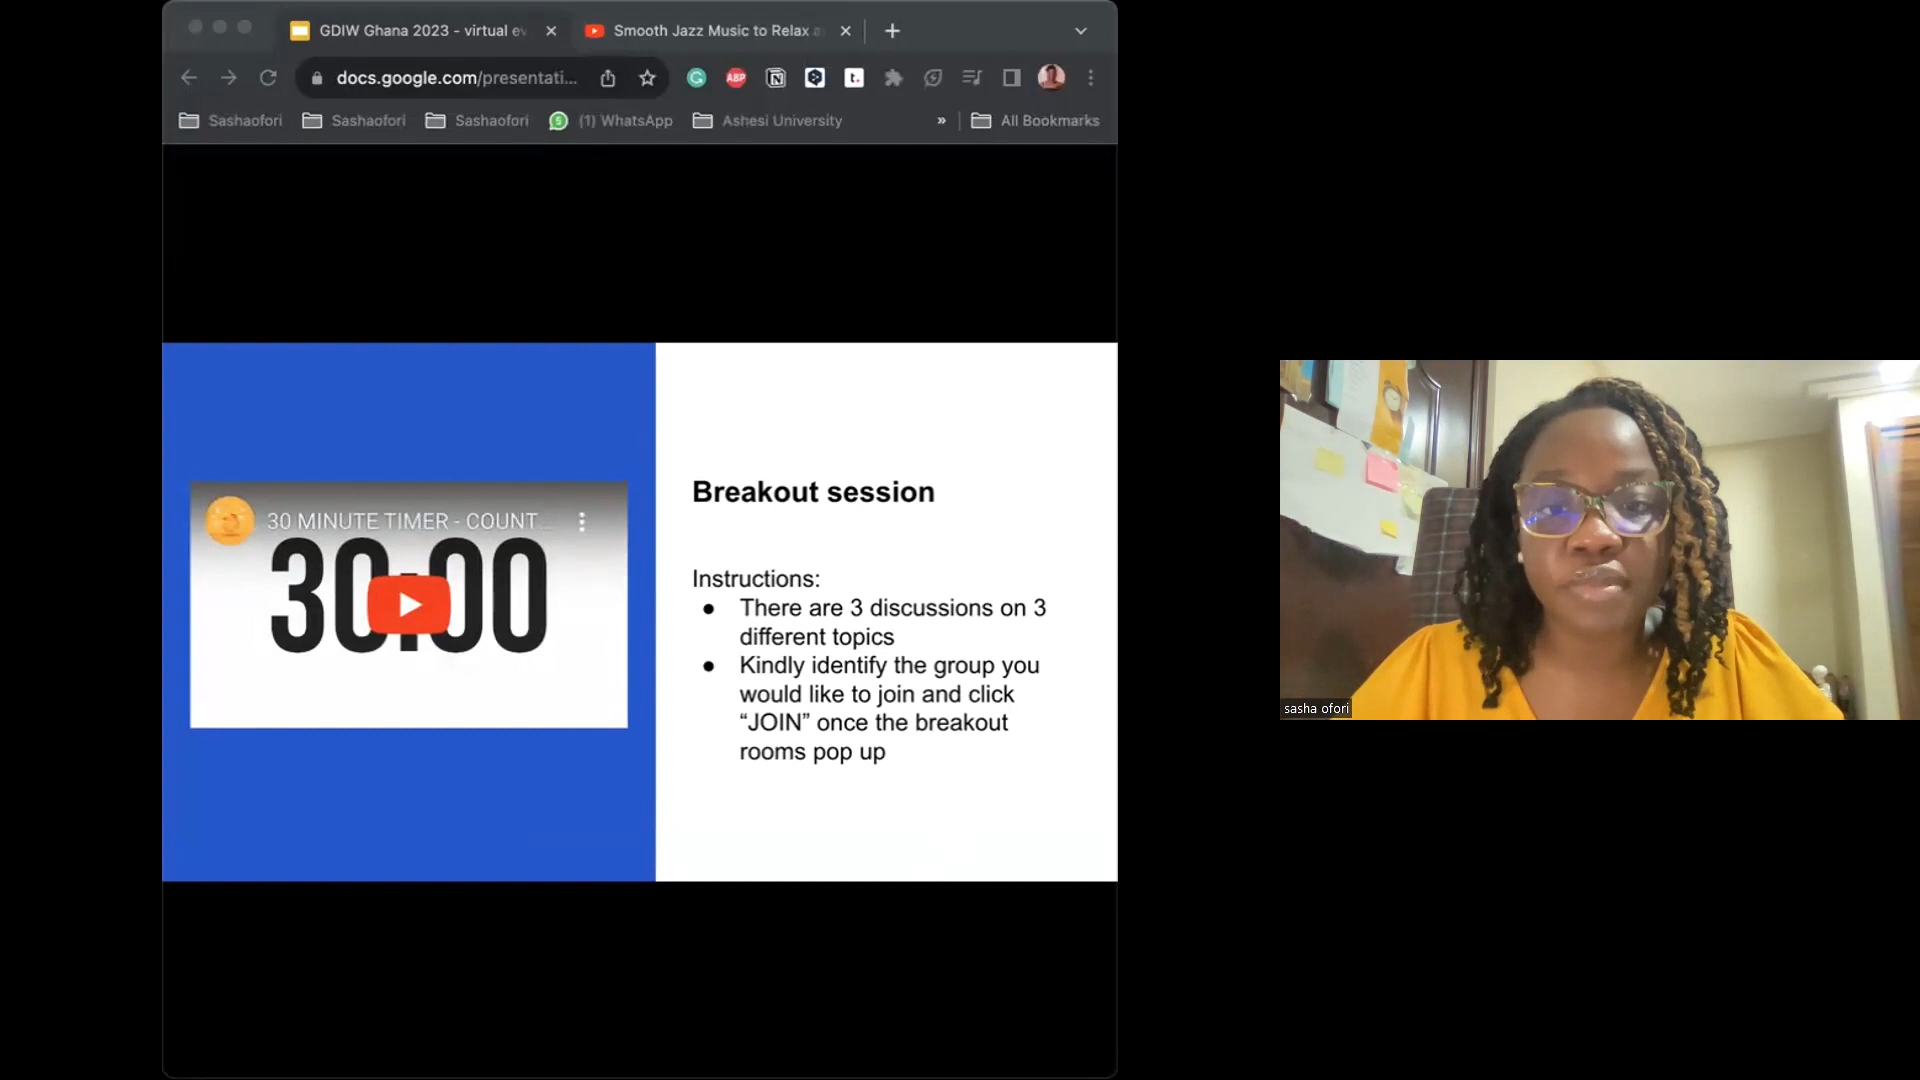 GDIW Ghana 2023 - virtual ev
Smooth Jazz Music to Relax a
docs.google.com/presentati...
ABP
t.
Sashaofori
Sashaofori
Sashaofori
(1) WhatsApp
Ashesi University
»
All Bookmarks
30 MINUTE TIMER - COUNT...
30:00
Breakout session
Instructions:
● There are 3 discussions on 3
different topics
● Kindly identify the group you
would like to join and click
“JOIN” once the breakout
rooms pop up
sasha ofori